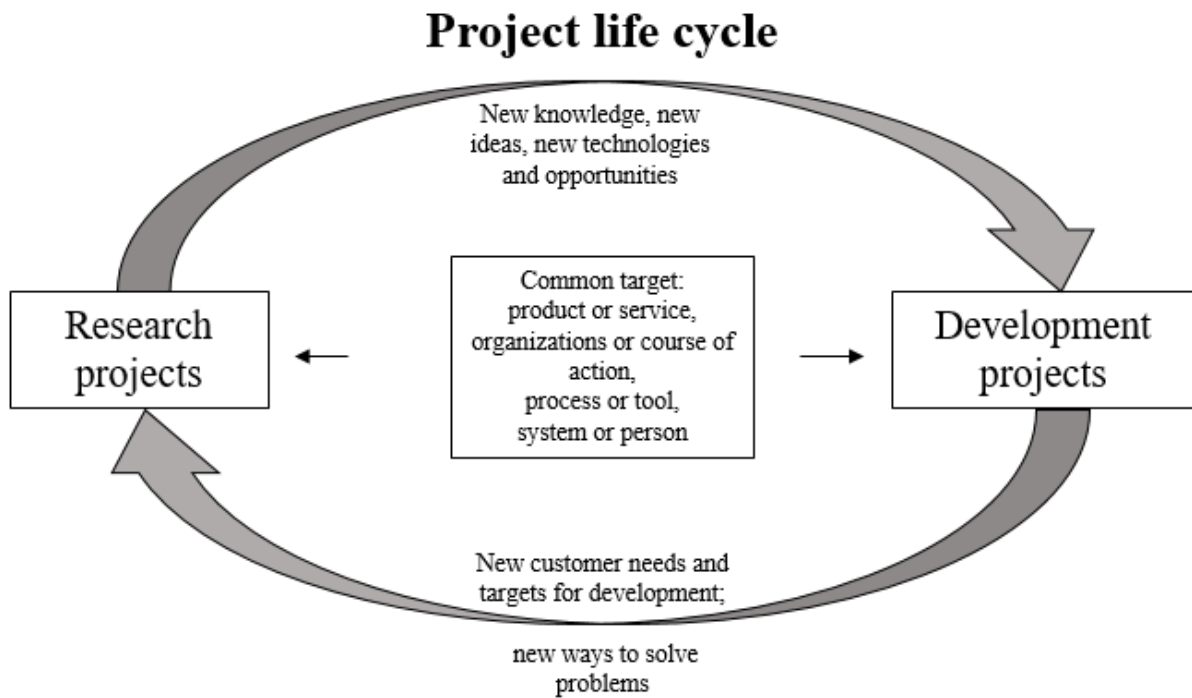 Project life cycle
New knowledge, new
ideas, new technologies
and opportunities
Research
projects
Common target:
product or service,
organizations or course of
action,
process or tool,
system or person
Development
projects
New customer needs and
targets for development;
new ways to solve
problems